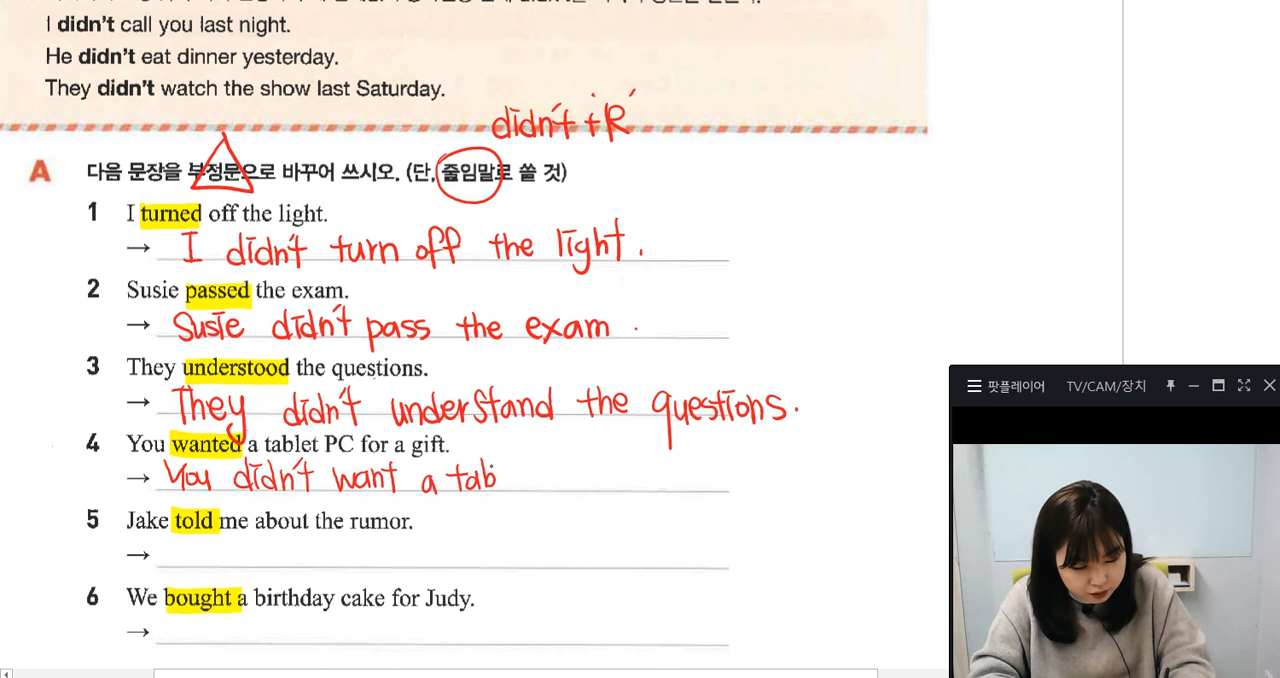 I didn't call you last night.
He didn't eat dinner yesterday.
They didn't watch the show last Saturday.
didn't + R
A 다음 문장을 부정문으로 바꾸어 쓰시오. (단, 줄임말로 쓸 것)
1 I turned off the light.
→ I didn't turn off the light.
2 Susie passed the exam.
→ Susie didn't pass the exam.
3 They understood the questions.
→ They didn't understand the questions.
4 You wanted a tablet PC for a gift.
→ You didn't want a tab
5 Jake told me about the rumor.
→
6 We bought a birthday cake for Judy.
→
팟플레이어 TV/CAM/장치